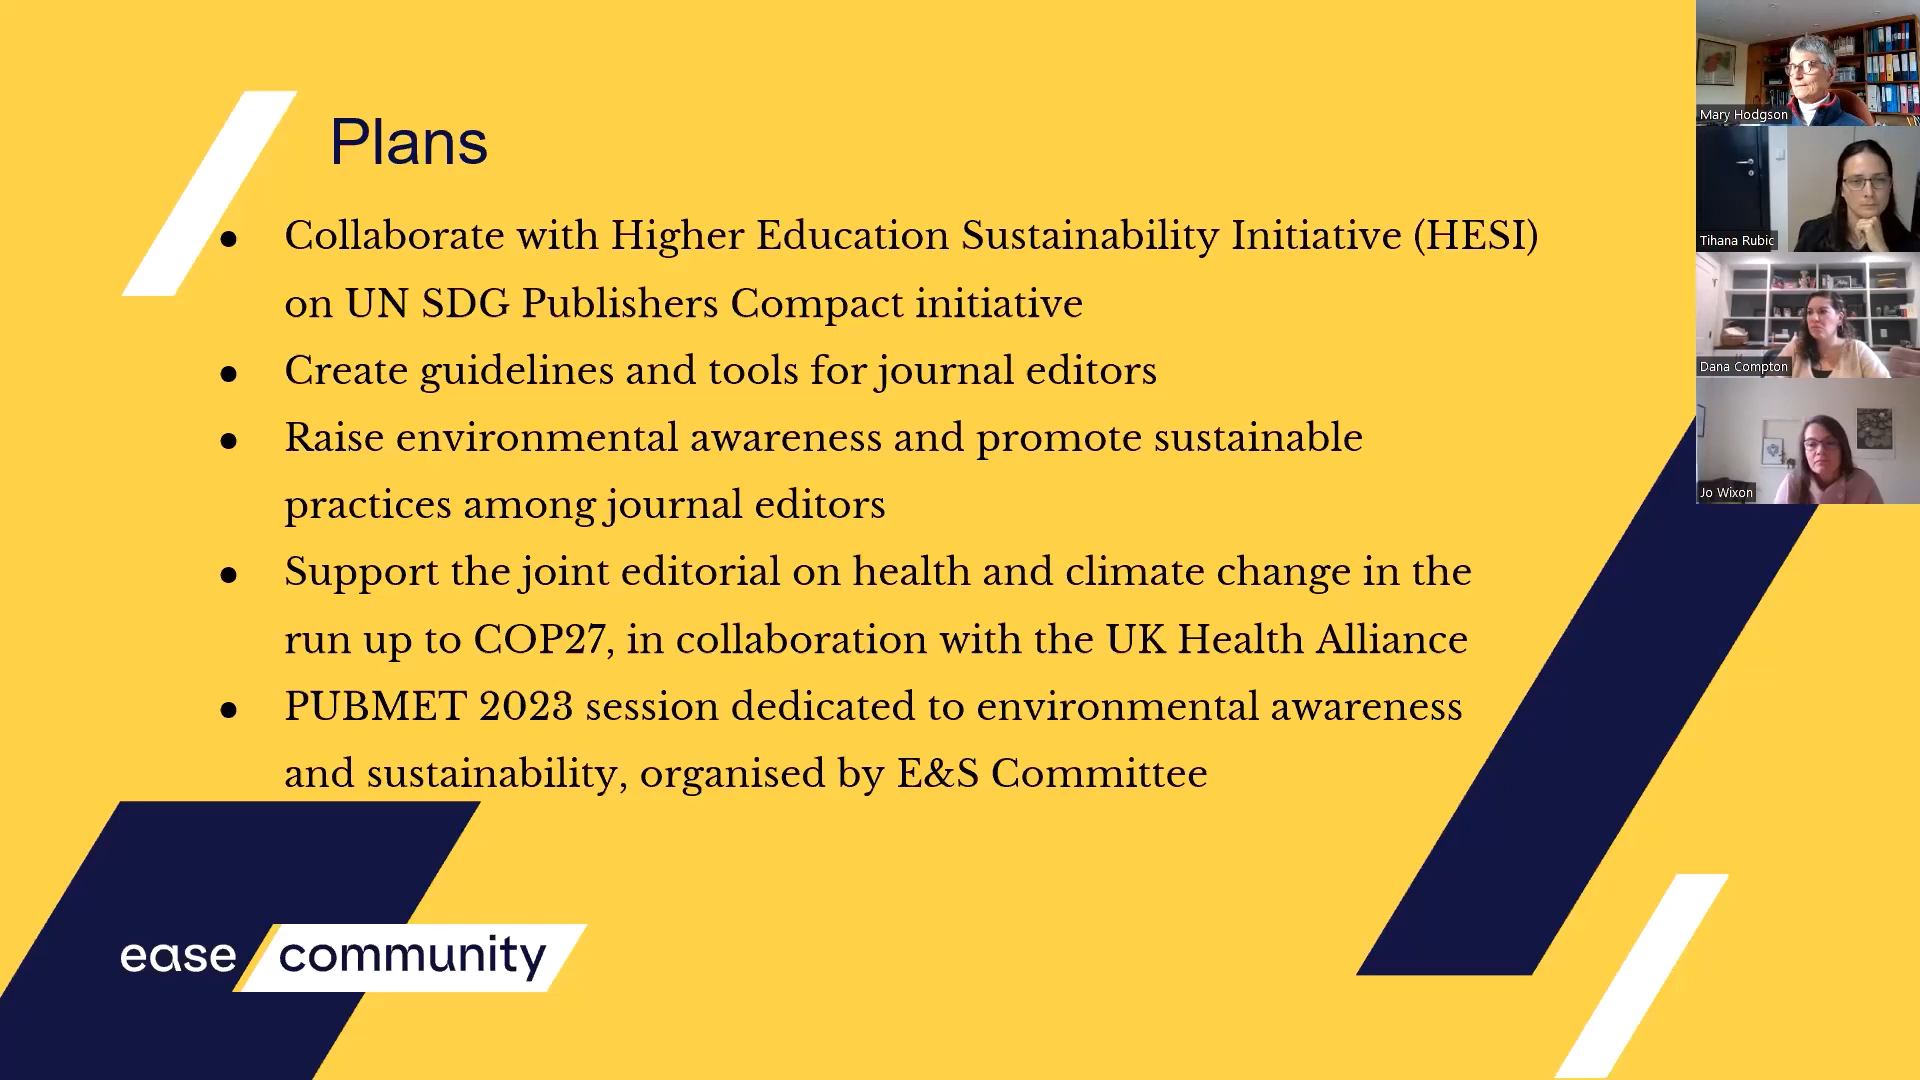 Plans
● Collaborate with Higher Education Sustainability Initiative (HESI)
on UN SDG Publishers Compact initiative
● Create guidelines and tools for journal editors
● Raise environmental awareness and promote sustainable
practices among journal editors
● Support the joint editorial on health and climate change in the
run up to COP27, in collaboration with the UK Health Alliance
● PUBMET 2023 session dedicated to environmental awareness
and sustainability, organised by E&S Committee
ease community
Mary Hodgson
Tihana Rubic
Dana Compton
Jo Wixon